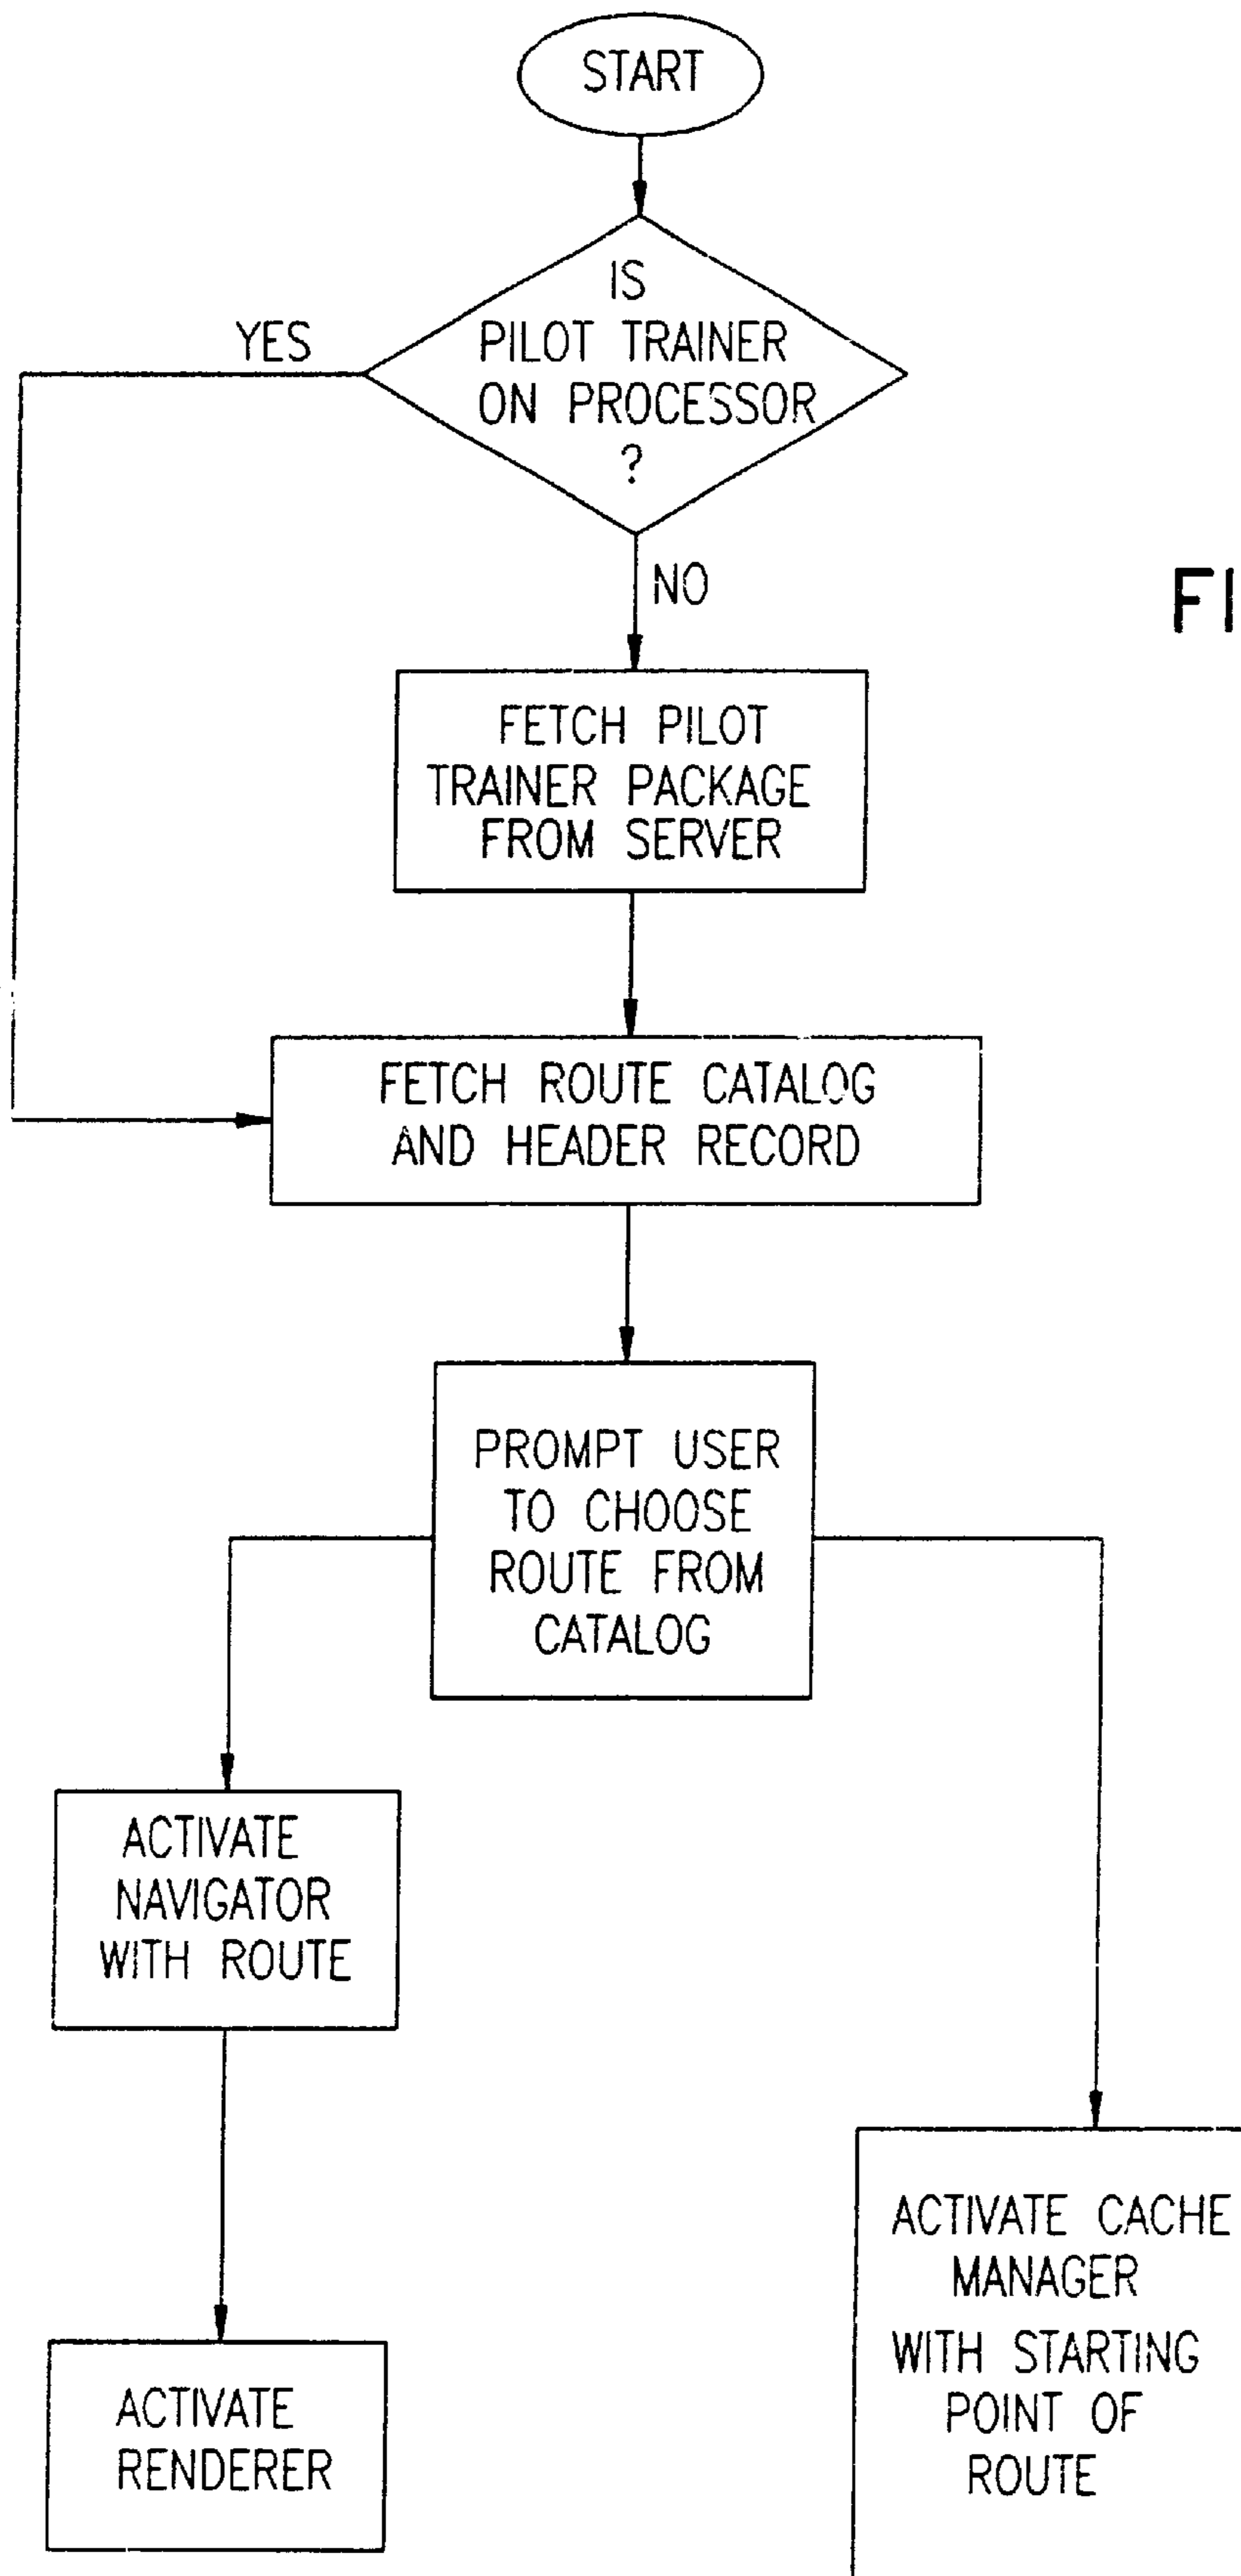 START
IS
PILOT TRAINER
ON PROCESSOR
?
YES
NO
FI
FETCH PILOT
TRAINER PACKAGE
FROM SERVER
FETCH ROUTE CATALOG
AND HEADER RECORD
PROMPT USER
TO CHOOSE
ROUTE FROM
CATALOG
ACTIVATE
NAVIGATOR
WITH ROUTE
ACTIVATE
RENDERER
ACTIVATE CACHE
MANAGER
WITH STARTING
POINT OF
ROUTE